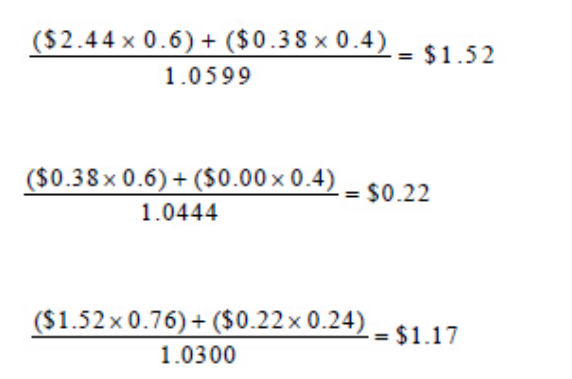 ($2.44 × 0.6) + ($0.38 × 0.4)
1.0599
= $1.52
($0.38 × 0.6) + ($0.00 × 0.4)
1.0444
= $0.22
($1.52 × 0.76) + ($0.22 × 0.24)
1.0300
= $1.17